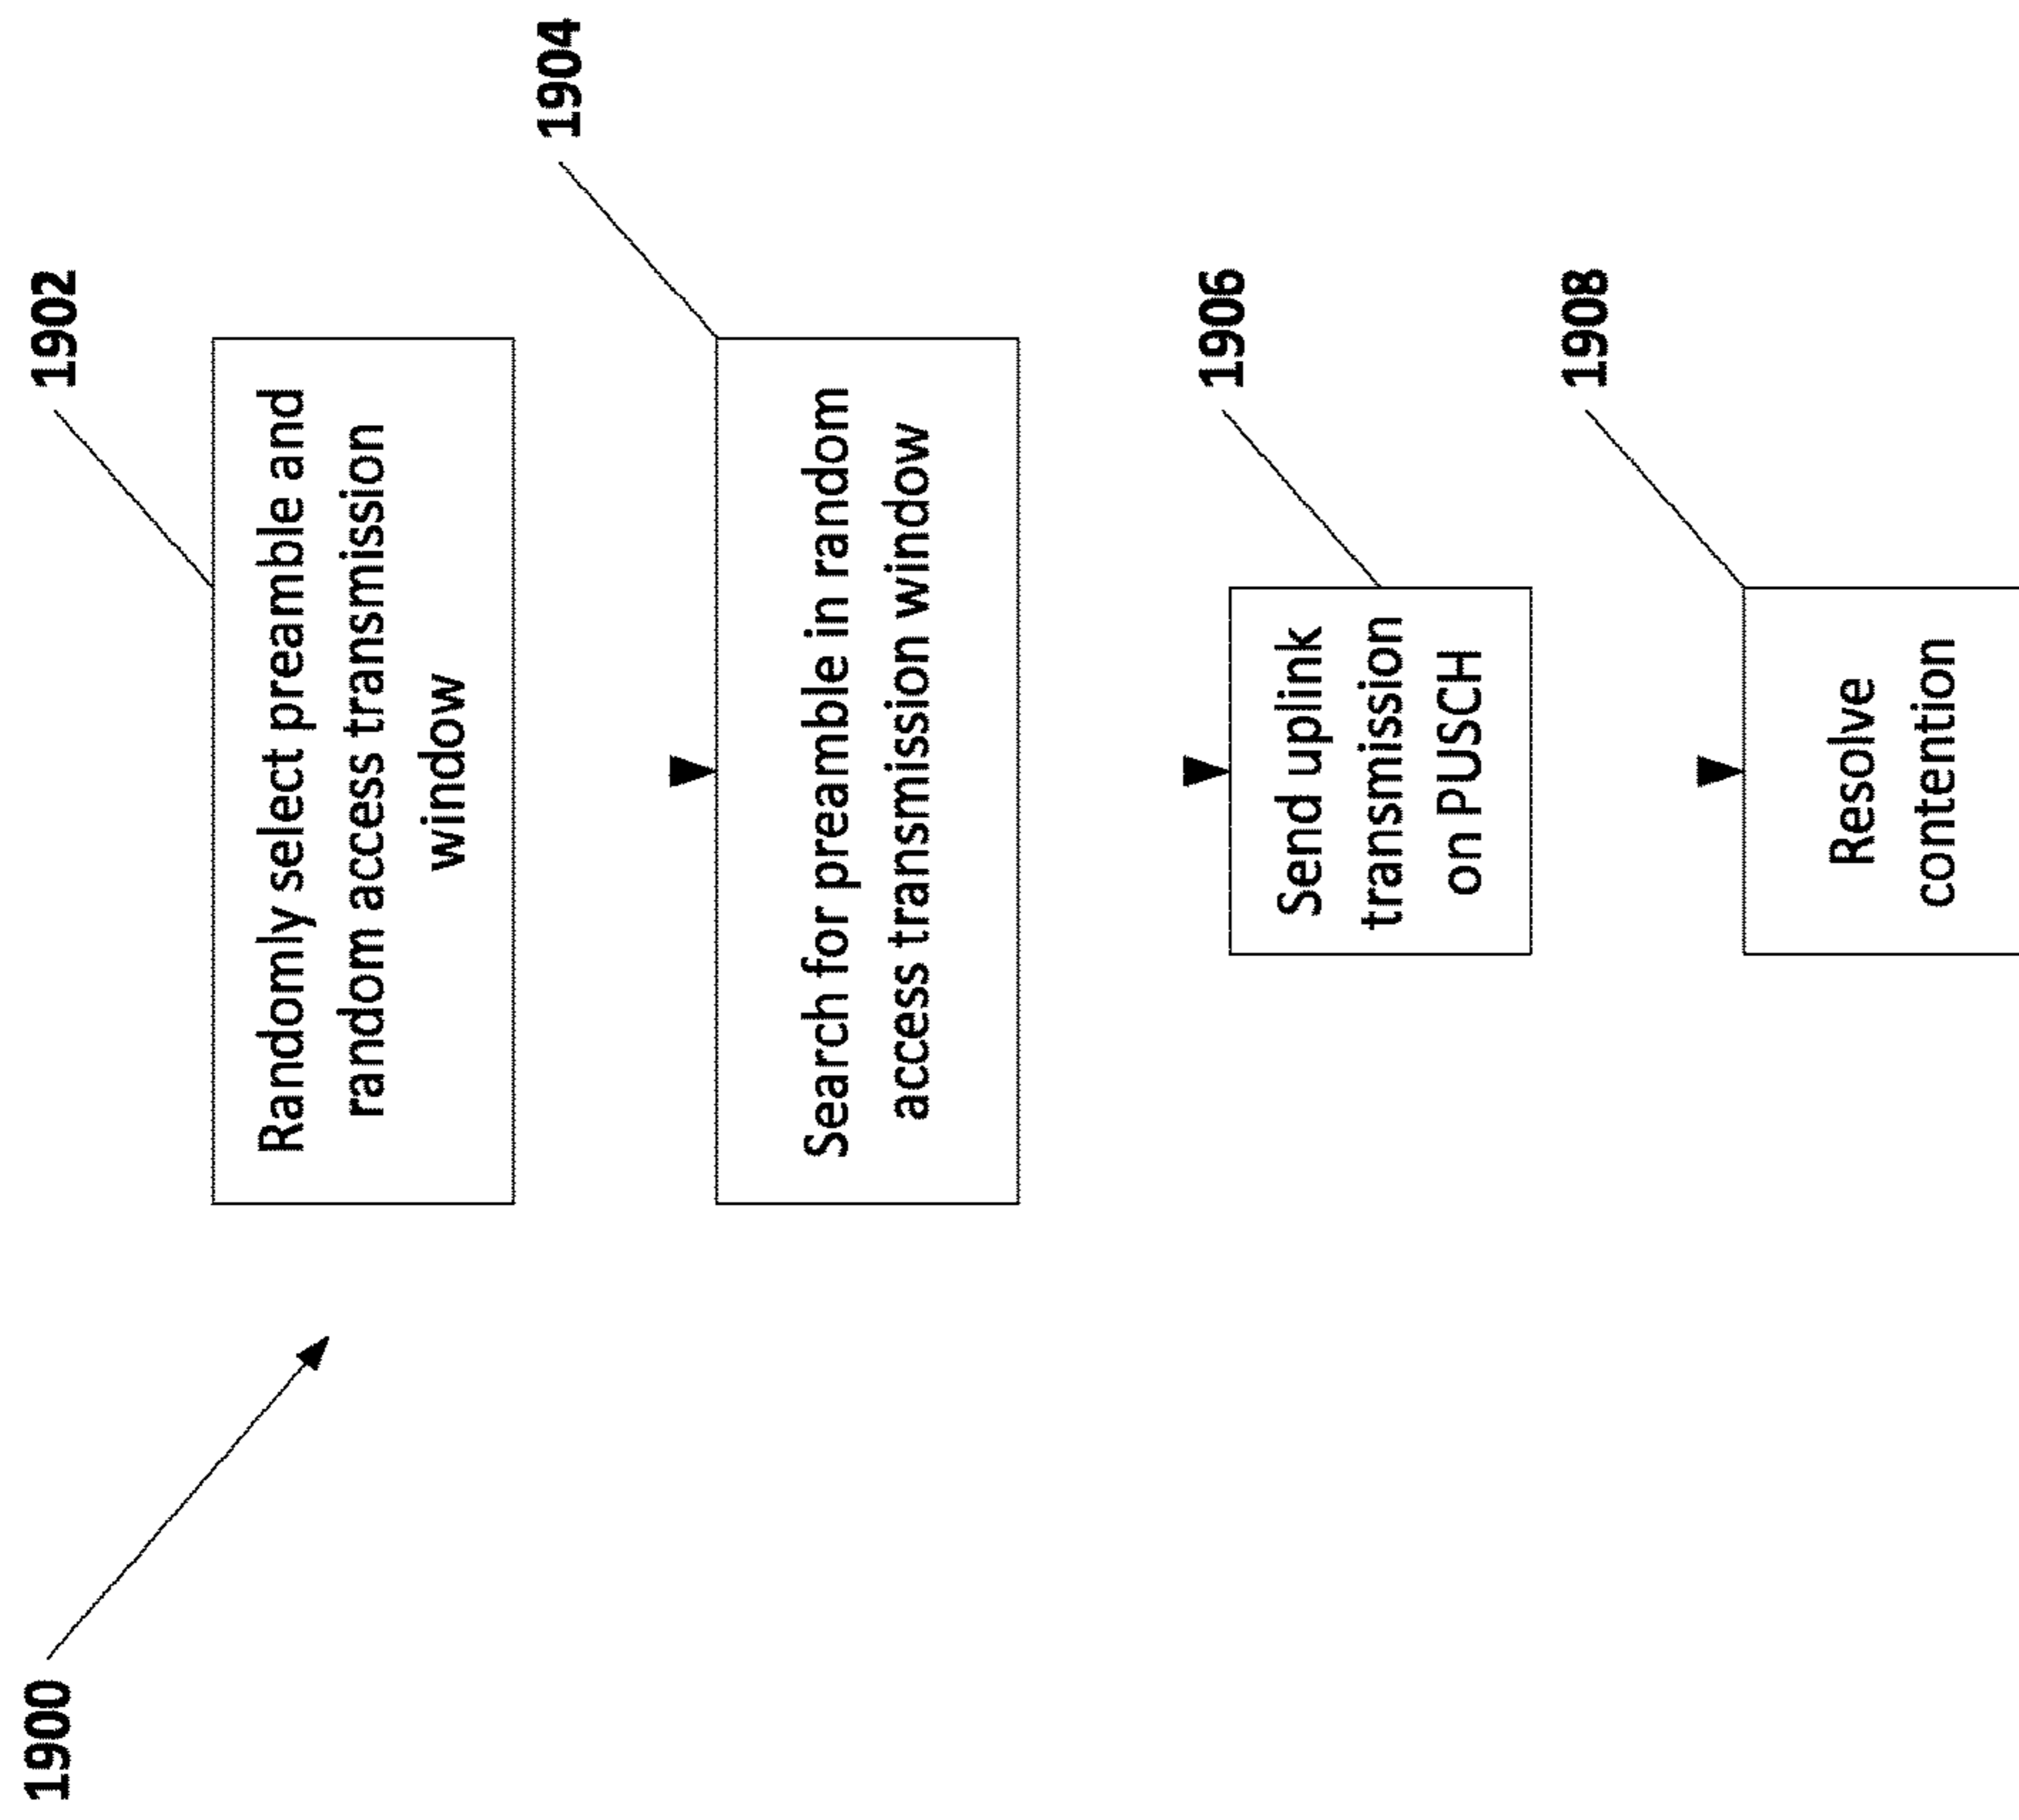 1900
1902
Randomly select preamble and
random access transmission
window
1904
Search for preamble in random
access transmission window
1906
Send uplink
transmission
on PUSCH
1908
Resolve
contention